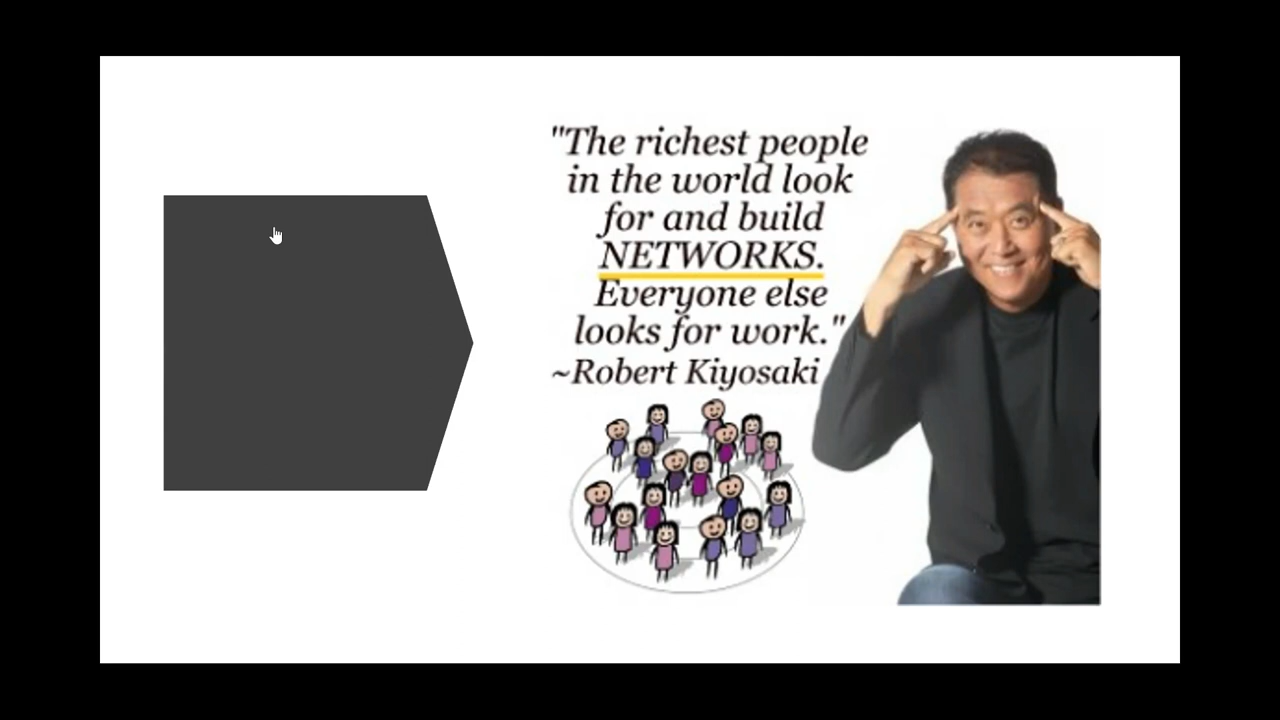 "The richest people
in the world look
for and build
NETWORKS.
Everyone else
looks for work."
~Robert Kiyosaki